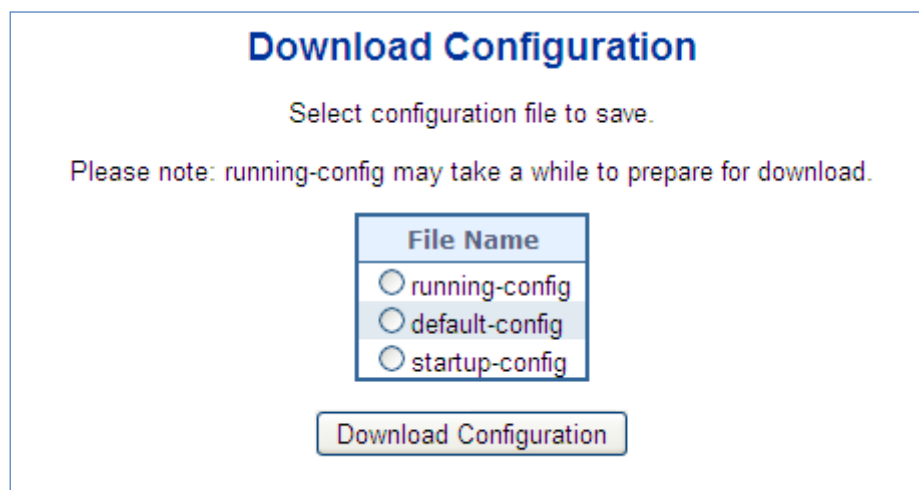 Download Configuration
Select configuration file to save.
Please note: running-config may take a while to prepare for download.
File Name
running-config
default-config
startup-config
Download Configuration